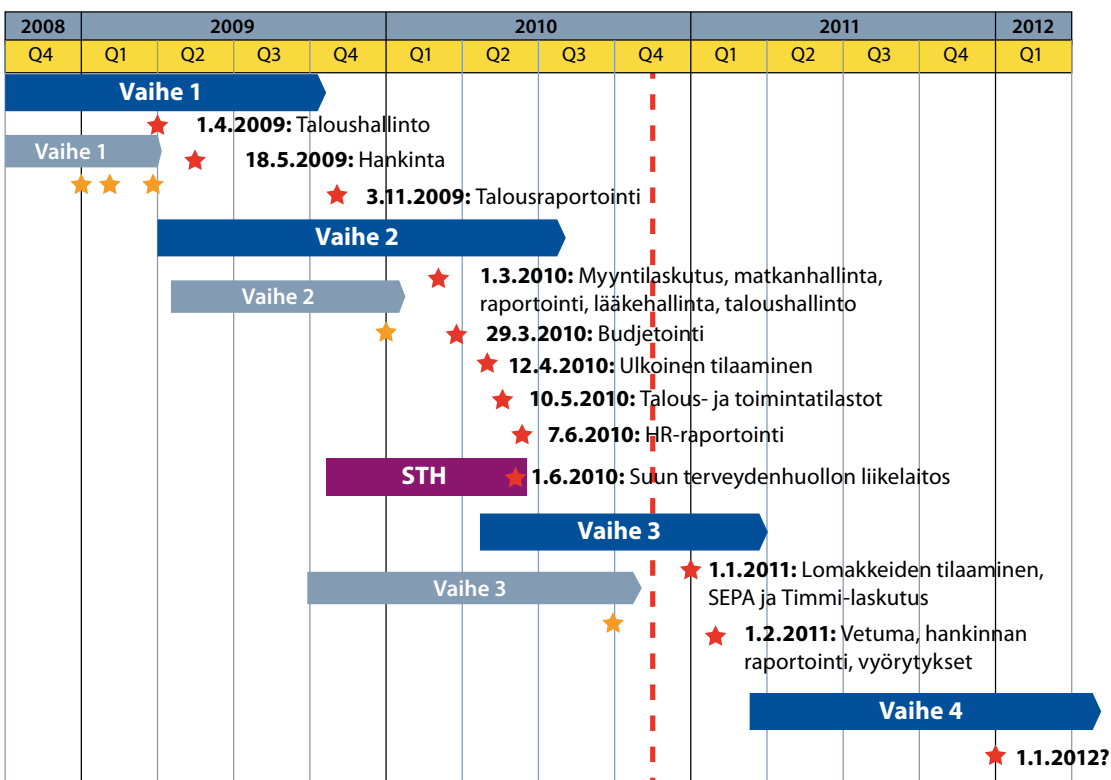 2008 2009 2010 2011 2012
Q4 Q1 Q2 Q3 Q4 Q1 Q2 Q3 Q4 Q1 Q2 Q3 Q4 Q1
Vaihe 1
1.4.2009: Taloushallinto
Vaihe 1
18.5.2009: Hankinta
3.11.2009: Talousraportointi
Vaihe 2
1.3.2010: Myyntilaskutus, matkanhallinta,
raportointi, lääkehallinta, taloushallinto
Vaihe 2
29.3.2010: Budjetointi
12.4.2010: Ulkoinen tilaaminen
10.5.2010: Talous- ja toimintatilastot
7.6.2010: HR-raportointi
STH
1.6.2010: Suun terveydenhuollon liikelaitos
Vaihe 3
1.1.2011: Lomakkeiden tilaaminen,
SEPA ja Timmi-laskutus
Vaihe 3
1.2.2011: Vetuma, hankinnan
raportointi, vyörytykset
Vaihe 4
1.1.2012?